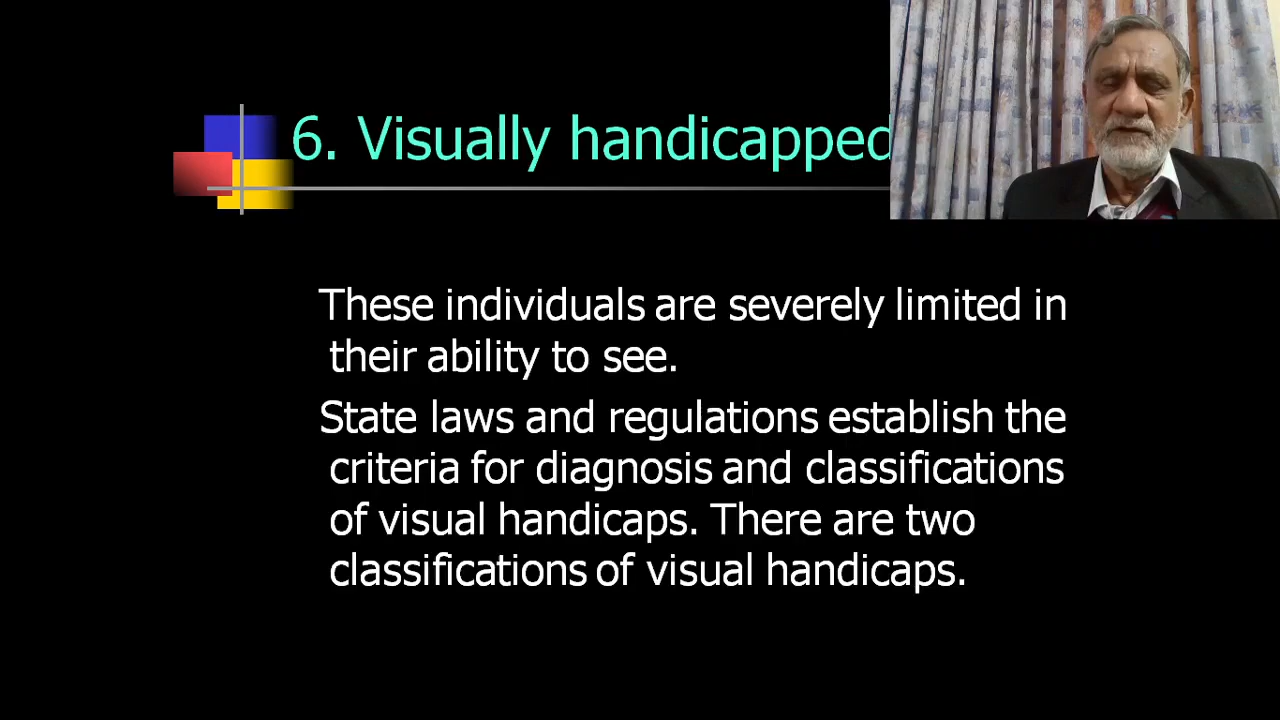 6. Visually handicapped
These individuals are severely limited in
their ability to see.
State laws and regulations establish the
criteria for diagnosis and classifications
of visual handicaps. There are two
classifications of visual handicaps.